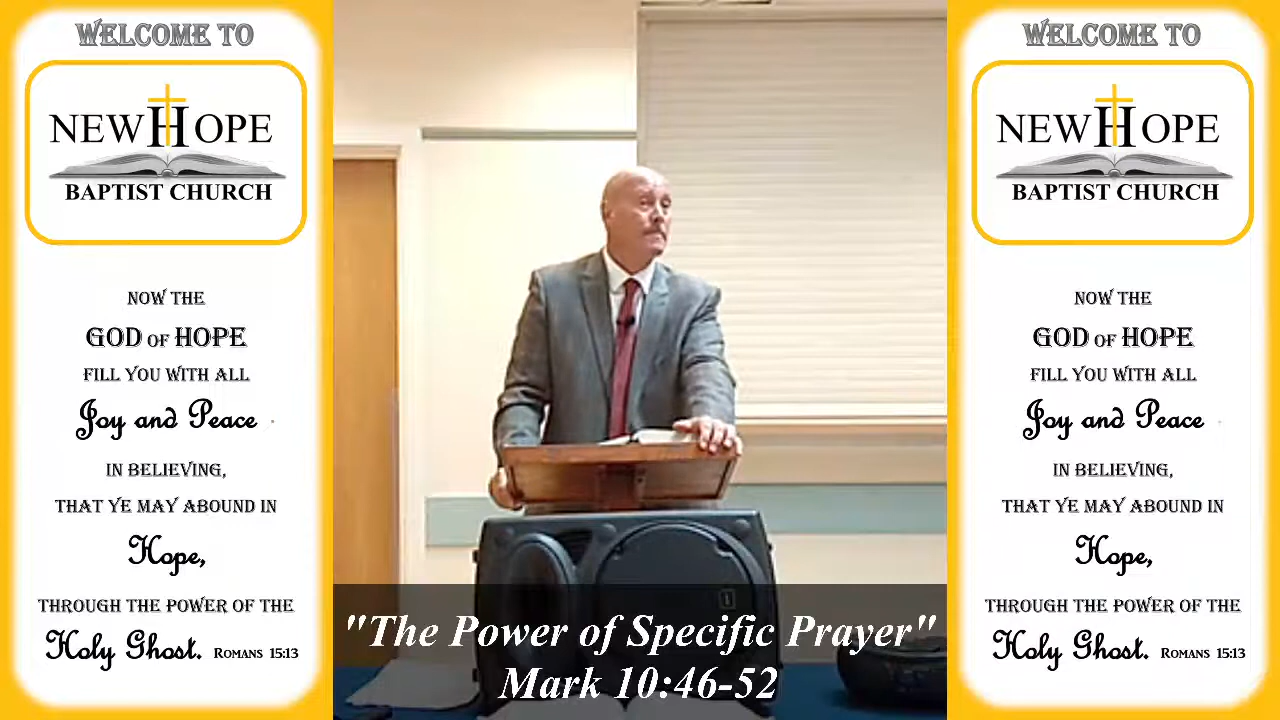 WELCOME TO
NEW HOPE
BAPTIST CHURCH
NOW THE
GOD OF HOPE
FILL YOU WITH ALL
Joy and Peace
IN BELIEVING,
THAT YE MAY ABOUND IN
Hope,
THROUGH THE POWER OF THE
Holy Ghost. ROMANS 15:13
"The Power of Specific Prayer"
Mark 10:46-52
WELCOME TO
NEW HOPE
BAPTIST CHURCH
NOW THE
GOD OF HOPE
FILL YOU WITH ALL
Joy and Peace
IN BELIEVING,
THAT YE MAY ABOUND IN
Hope,
THROUGH THE POWER OF THE
Holy Ghost. ROMANS 15:13